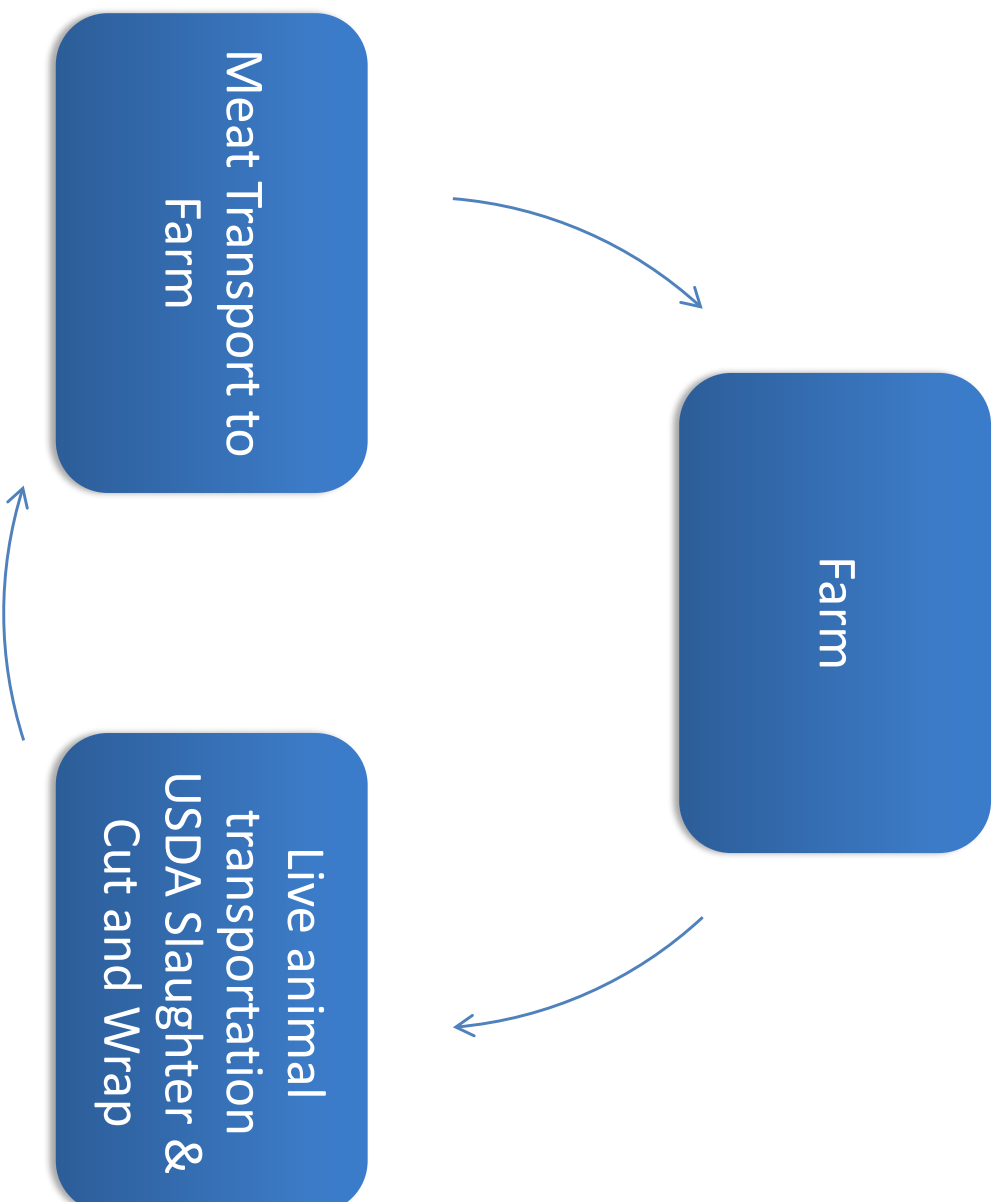 Farm
Live animal
transportation
USDA Slaughter &
Cut and Wrap
Meat Transport to
Farm